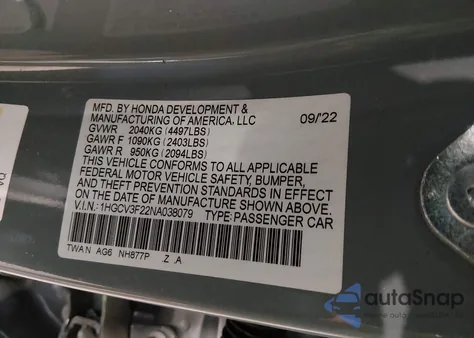 MFD. BY HONDA DEVELOPMENT &
MANUFACTURING OF AMERICA, LLC 09/'22
GVWR 2040KG (4497LBS)
GAWR F 1090KG (2403LBS)
GAWR R 950KG (2094LBS)
THIS VEHICLE CONFORMS TO ALL APPLICABLE
FEDERAL MOTOR VEHICLE SAFETY, BUMPER,
AND THEFT PREVENTION STANDARDS IN EFFECT
ON THE DATE OF MANUFACTURE SHOWN ABOVE.
V.I.N.: 1HGCV3F22NA038079 TYPE: PASSENGER CAR
TWAN AG6 NH877P .Z .A
autoSnap